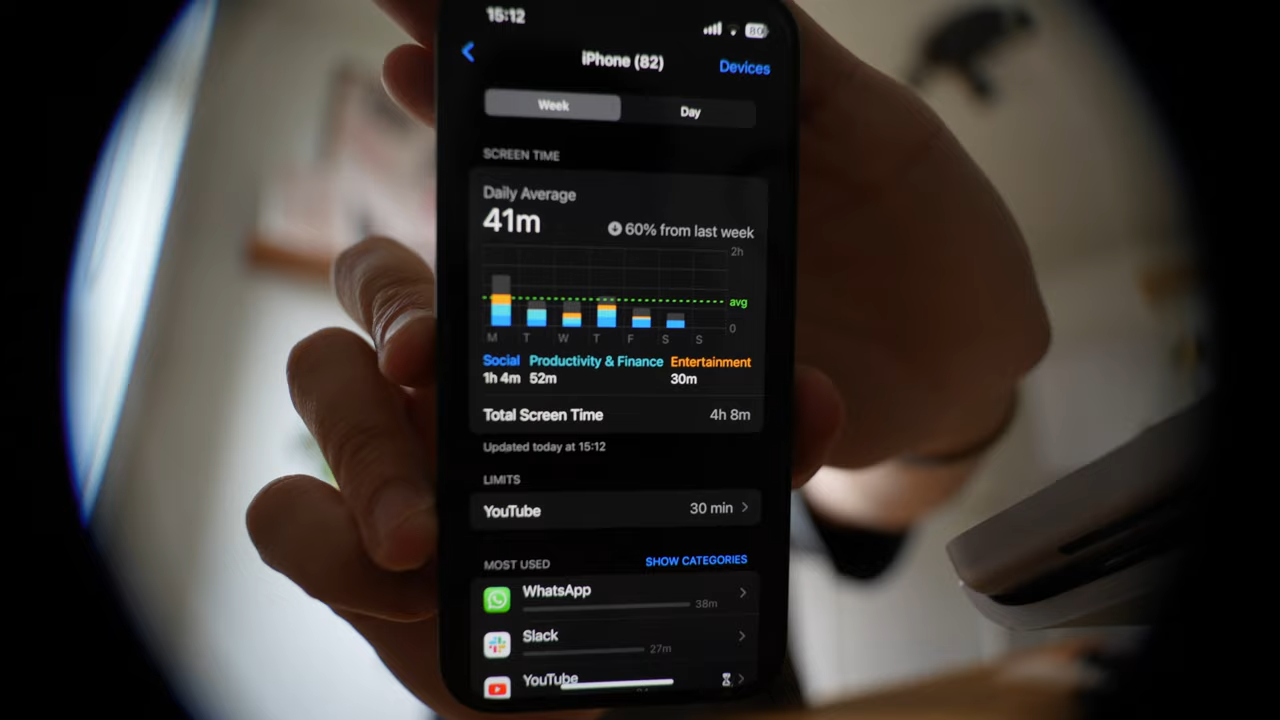 15:12
80
iPhone (82)
Devices
Week Day
SCREEN TIME
Daily Average
41m
60% from last week
2h
avg
0
M T W T F S S
Social Productivity & Finance Entertainment
1h 4m 52m 30m
Total Screen Time 4h 8m
Updated today at 15:12
LIMITS
YouTube 30 min
MOST USED SHOW CATEGORIES
WhatsApp
38m
Slack
27m
YouTube